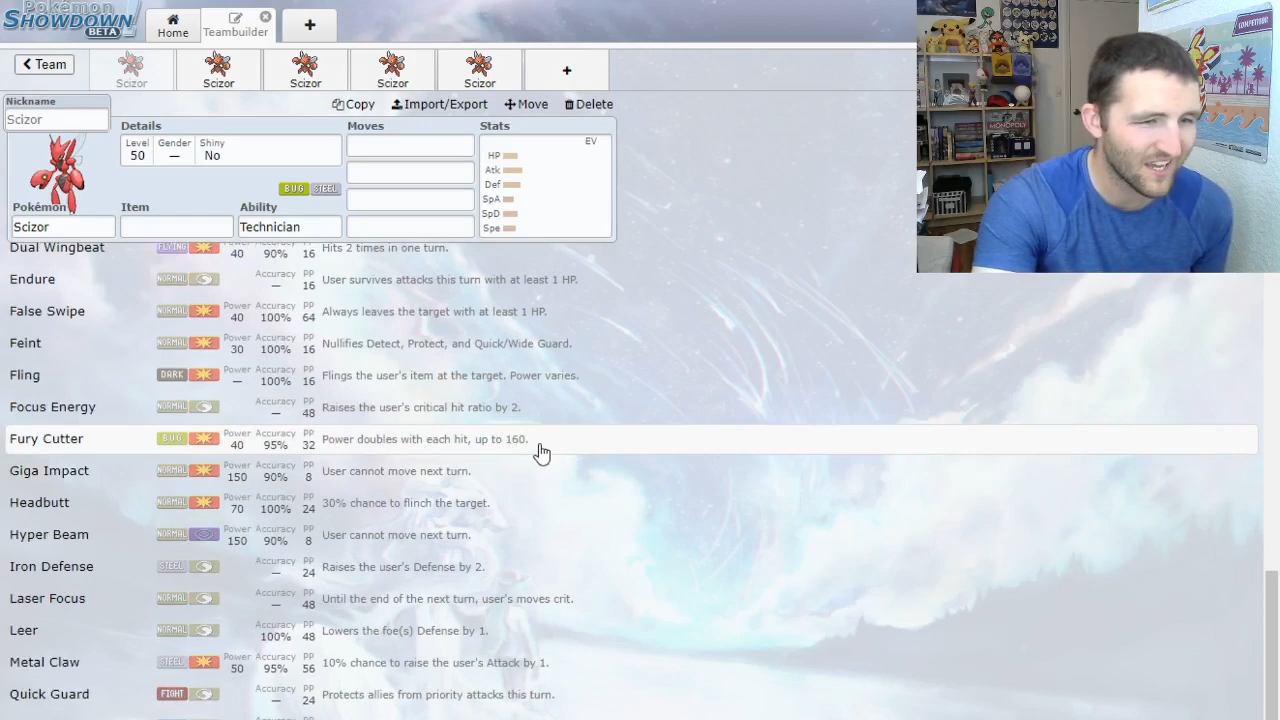 Pokémon
SHOWDOWN
BETA
Home
Teambuilder
+
Team
Scizor
Scizor
Scizor
Scizor
Scizor
+
Nickname
Scizor
Copy
Import/Export
Move
Delete
Details
Moves
Stats
Level
50
Gender
—
Shiny
No
EV
HP
Atk
Def
SpA
SpD
Spe
BUG STEEL
Pokémon
Item
Ability
Scizor
Technician
COMPETITOR
MONOPOLY
Dual Wingbeat FLYING Power 40 90% PP 16 Hits 2 times in one turn.
Endure NORMAL Accuracy — PP 16 User survives attacks this turn with at least 1 HP.
False Swipe NORMAL Power 40 Accuracy 100% PP 64 Always leaves the target with at least 1 HP.
Feint NORMAL Power 30 Accuracy 100% PP 16 Nullifies Detect, Protect, and Quick/Wide Guard.
Fling DARK Power — Accuracy 100% PP 16 Flings the user's item at the target. Power varies.
Focus Energy NORMAL Accuracy — PP 48 Raises the user's critical hit ratio by 2.
Fury Cutter BUG Power 40 Accuracy 95% PP 32 Power doubles with each hit, up to 160.
Giga Impact NORMAL Power 150 Accuracy 90% PP 8 User cannot move next turn.
Headbutt NORMAL Power 70 Accuracy 100% PP 24 30% chance to flinch the target.
Hyper Beam NORMAL Power 150 Accuracy 90% PP 8 User cannot move next turn.
Iron Defense STEEL Accuracy — PP 24 Raises the user's Defense by 2.
Laser Focus NORMAL Accuracy — PP 48 Until the end of the next turn, user's moves crit.
Leer NORMAL Accuracy 100% PP 48 Lowers the foe(s) Defense by 1.
Metal Claw STEEL Power 50 Accuracy 95% PP 56 10% chance to raise the user's Attack by 1.
Quick Guard FIGHT Accuracy — PP 24 Protects allies from priority attacks this turn.